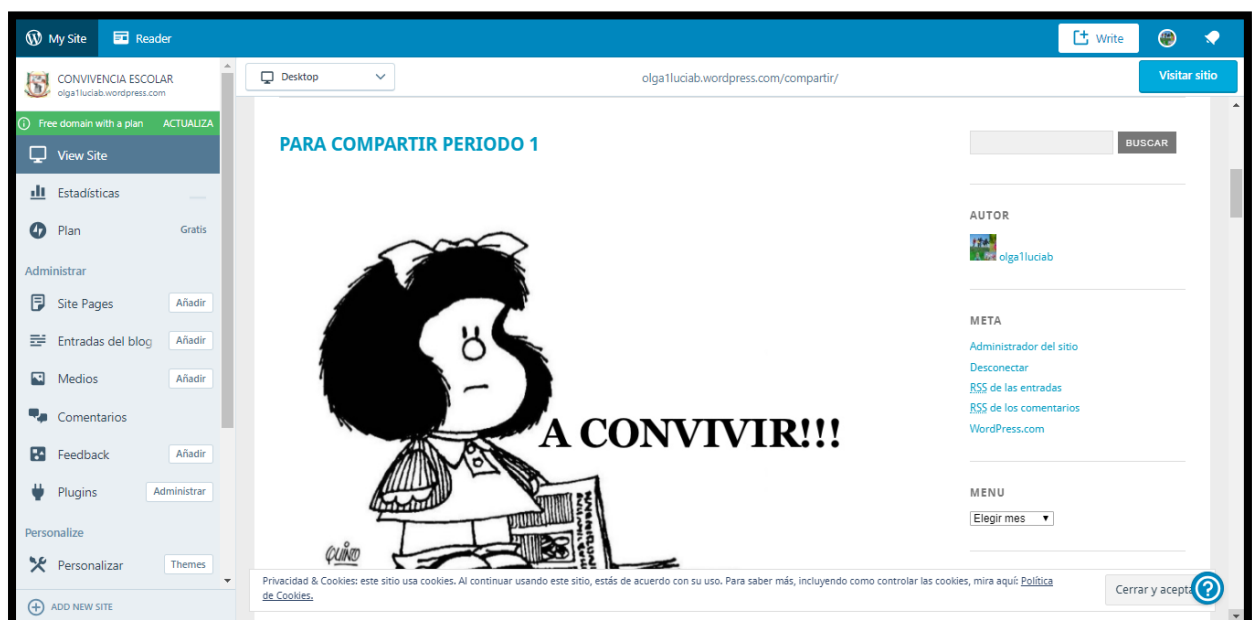 My Site
Reader
Write
CONVIVENCIA ESCOLAR
olga1luciab.wordpress.com
Free domain with a plan ACTUALIZA
View Site
Estadísticas
Plan Gratis
Administrar
Site Pages Añadir
Entradas del blog Añadir
Medios Añadir
Comentarios
Feedback Añadir
Plugins Administrar
Personalize
Personalizar Themes
ADD NEW SITE
Desktop
olga1luciab.wordpress.com/compartir/
Visitar sitio
PARA COMPARTIR PERIODO 1
A CONVIVIR!!!
QUINO
BUSCAR
AUTOR
olga1luciab
META
Administrador del sitio
Desconectar
RSS de las entradas
RSS de los comentarios
WordPress.com
MENU
Elegir mes
Privacidad & Cookies: este sitio usa cookies. Al continuar usando este sitio, estás de acuerdo con su uso. Para saber más, incluyendo como controlar las cookies, mira aquí: Política
de Cookies.
Cerrar y acepta
?